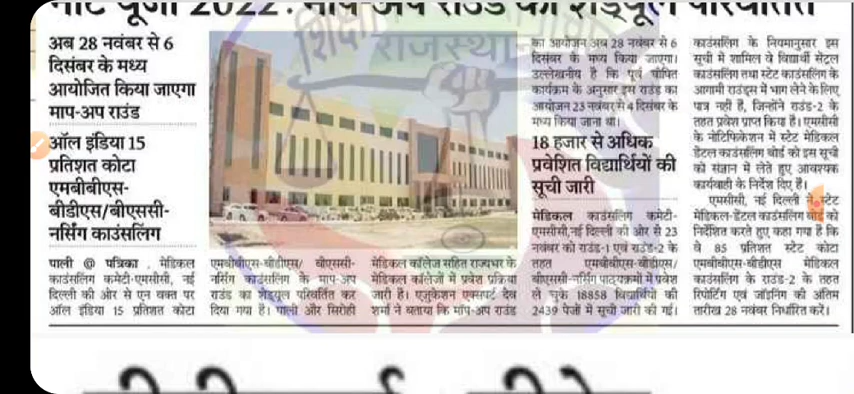 नीट यूजी 2022: माप-अप राउंड का शेड्यूल परिवर्तित
अब 28 नवंबर से 6
दिसंबर के मध्य
आयोजित किया जाएगा
माप-अप राउंड
ऑल इंडिया 15
प्रतिशत कोटा
एमबीबीएस-
बीडीएस/बीएससी-
नर्सिंग काउंसलिंग
पाली @ पत्रिका. मेडिकल
काउंसलिंग कमेटी-एमसीसी, नई
दिल्ली की ओर से एन वक्त पर
ऑल इंडिया 15 प्रतिशत कोटा
शिक्षा
राजस्थान
एमबीबीएस-बीडीएस/ बीएससी-
नर्सिंग काउंसलिंग के माप-अप
राउंड का शेड्यूल परिवर्तित कर
दिया गया है। पाली और सिरोही
मेडिकल कॉलेज सहित राज्यभर के
मेडिकल कॉलेजों में प्रवेश प्रक्रिया
जारी है। एजुकेशन एक्सपर्ट देव
शर्मा ने बताया कि मॉप-अप राउंड
का आयोजन अब 28 नवंबर से 6
दिसंबर के मध्य किया जाएगा।
उल्लेखनीय है कि पूर्व घोषित
कार्यक्रम के अनुसार इस राउंड का
आयोजन 23 नवंबर से 4 दिसंबर के
मध्य किया जाना था।
18 हजार से अधिक
प्रवेशित विद्यार्थियों की
सूची जारी
मेडिकल काउंसलिंग कमेटी-
एमसीसी,नई दिल्ली की ओर से 23
नवंबर को राउंड-1 एवं राउंड-2 के
तहत एमबीबीएस-बीडीएस/
बीएससी-नर्सिंग पाठ्यक्रमों में प्रवेश
ले चुके 18858 विद्यार्थियों की
2439 पेजों में सूची जारी की गई।
काउंसलिंग के नियमानुसार इस
सूची में शामिल वे विद्यार्थी सेंट्रल
काउंसलिंग तथा स्टेट काउंसलिंग के
आगामी राउंड्स में भाग लेने के लिए
पात्र नहीं हैं, जिन्होंने राउंड-2 के
तहत प्रवेश प्राप्त किया है। एमसीसी
के नोटिफिकेशन में स्टेट मेडिकल
डेंटल काउंसलिंग बोर्ड को इस सूची
को संज्ञान में लेते हुए आवश्यक
कार्यवाही के निर्देश दिए हैं।
एमसीसी, नई दिल्ली ने स्टेट
मेडिकल-डेंटल काउंसलिंग बोर्ड को
निर्देशित करते हुए कहा गया है कि
वे 85 प्रतिशत स्टेट कोटा
एमबीबीएस-बीडीएस मेडिकल
काउंसलिंग के राउंड-2 के तहत
रिपोर्टिंग एवं जॉइनिंग की अंतिम
तारीख 28 नवंबर निर्धारित करें।